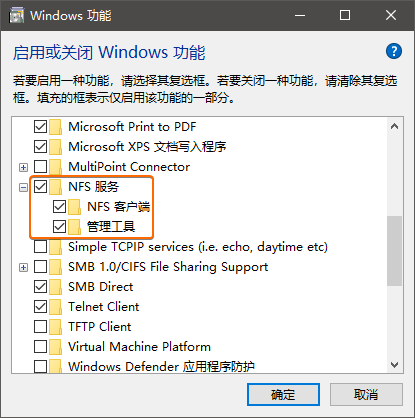 Windows 功能
启用或关闭 Windows 功能
若要启用一种功能，请选择其复选框。若要关闭一种功能，请清除其复选
框。填充的框表示仅启用该功能的一部分。
Microsoft Print to PDF
Microsoft XPS 文档写入程序
MultiPoint Connector
NFS 服务
NFS 客户端
管理工具
Simple TCPIP services (i.e. echo, daytime etc)
SMB 1.0/CIFS File Sharing Support
SMB Direct
Telnet Client
TFTP Client
Virtual Machine Platform
Windows Defender 应用程序防护
确定
取消